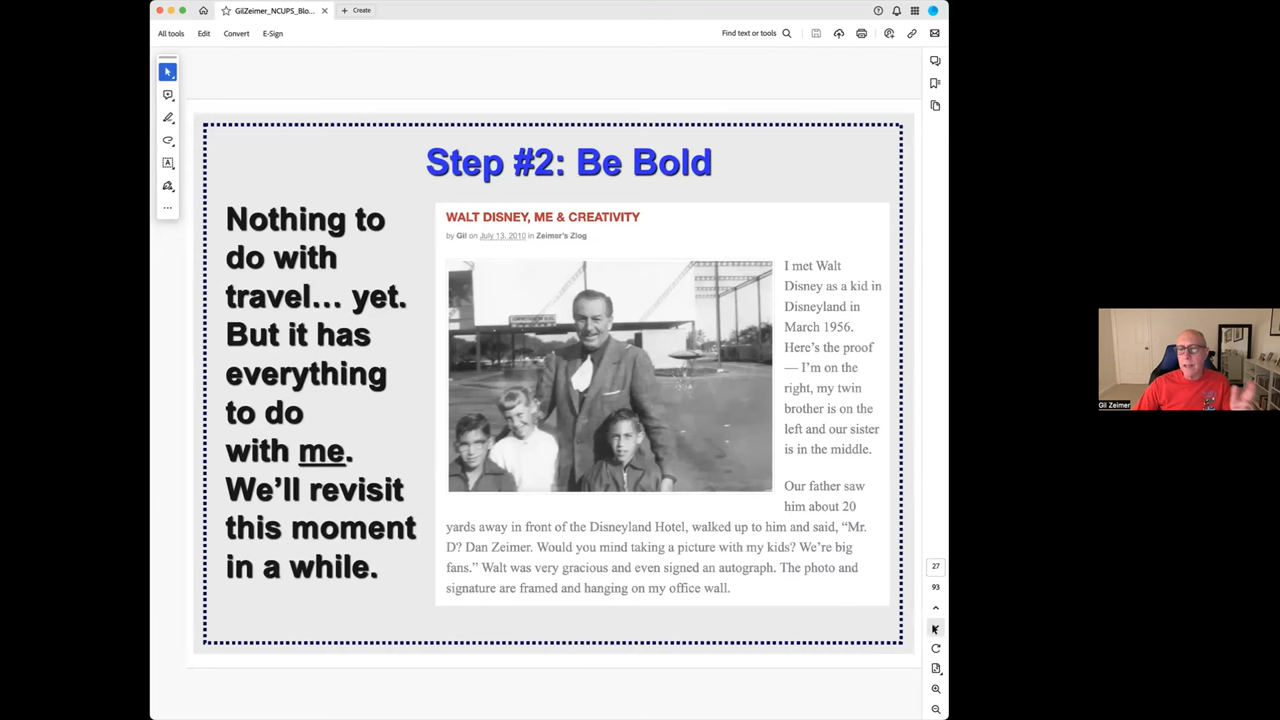 GilZeimer_NCUPS_Blo...
Create
All tools
Edit
Convert
E-Sign
Find text or tools
Step #2: Be Bold
Nothing to
do with
travel… yet.
But it has
everything
to do
with me.
We’ll revisit
this moment
in a while.
WALT DISNEY, ME & CREATIVITY
by Gil on July 13, 2010 in Zeimer’s Zlog
I met Walt
Disney as a kid in
Disneyland in
March 1956.
Here’s the proof
— I’m on the
right, my twin
brother is on the
left and our sister
is in the middle.
Our father saw
him about 20
yards away in front of the Disneyland Hotel, walked up to him and said, “Mr.
D? Dan Zeimer. Would you mind taking a picture with my kids? We’re big
fans.” Walt was very gracious and even signed an autograph. The photo and
signature are framed and hanging on my office wall.
27
93
Gil Zeimer